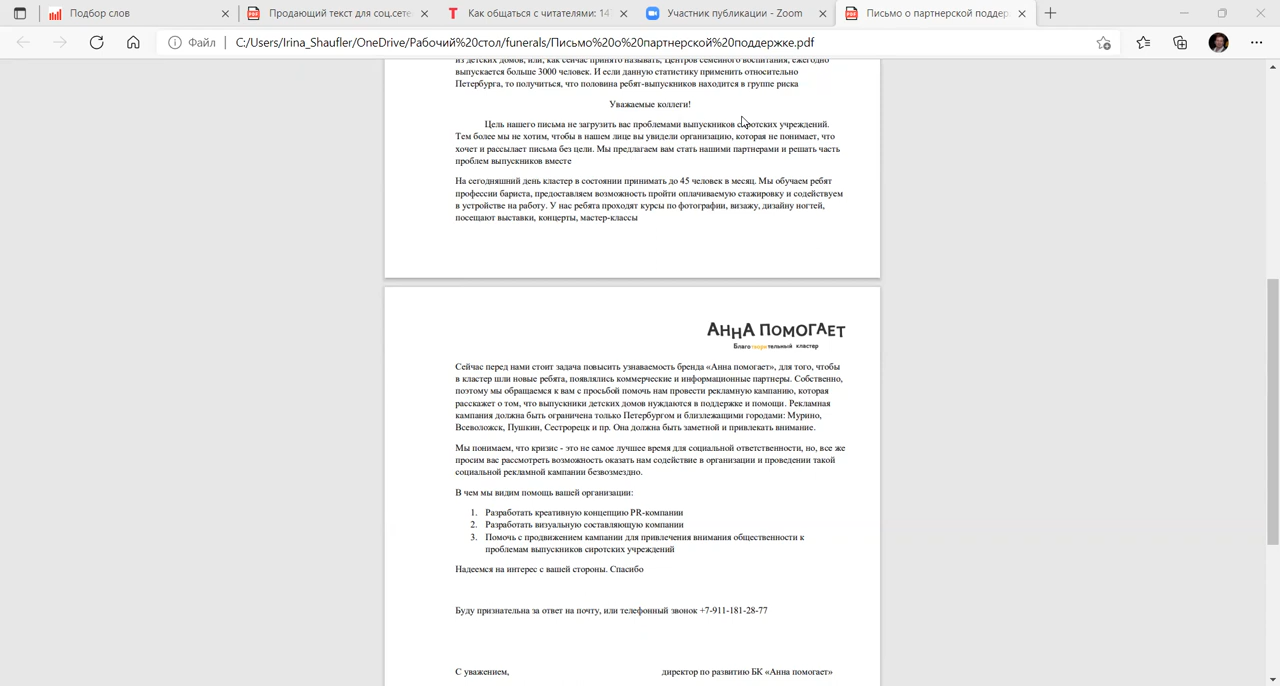 Подбор слов
Продающий текст для соц.сете
Как общаться с читателями: 14
Участник публикации - Zoom
Письмо о партнерской поддер
Файл
C:/Users/Irina_Shaufler/OneDrive/Рабочий%20стол/funerals/Письмо%20о%20партнерской%20поддержке.pdf
из детских домов, или, как сейчас принято называть, Центров семейного воспитания, ежегодно
выпускается больше 3000 человек. И если данную статистику применить относительно
Петербурга, то получиться, что половина ребят-выпускников находится в группе риска
Уважаемые коллеги!
Цель нашего письма не загрузить вас проблемами выпускников сиротских учреждений.
Тем более мы не хотим, чтобы в нашем лице вы увидели организацию, которая не понимает, что
хочет и рассылает письма без цели. Мы предлагаем вам стать нашими партнерами и решать часть
проблем выпускников вместе
На сегодняшний день кластер в состоянии принимать до 45 человек в месяц. Мы обучаем ребят
профессии бариста, предоставляем возможность пройти оплачиваемую стажировку и содействуем
в устройстве на работу. У нас ребята проходят курсы по фотографии, визажу, дизайну ногтей,
посещают выставки, концерты, мастер-классы
АННА ПОМОГАЕТ
Благотворительный кластер
Сейчас перед нами стоит задача повысить узнаваемость бренда «Анна помогает», для того, чтобы
в кластер шли новые ребята, появлялись коммерческие и информационные партнеры. Собственно,
поэтому мы обращаемся к вам с просьбой помочь нам провести рекламную кампанию, которая
расскажет о том, что выпускники детских домов нуждаются в поддержке и помощи. Рекламная
кампания должна быть ограничена только Петербургом и близлежащими городами: Мурино,
Всеволожск, Пушкин, Сестрорецк и пр. Она должна быть заметной и привлекать внимание.
Мы понимаем, что кризис - это не самое лучшее время для социальной ответственности, но, все же
просим вас рассмотреть возможность оказать нам содействие в организации и проведении такой
социальной рекламной кампании безвозмездно.
В чем мы видим помощь вашей организации:
1. Разработать креативную концепцию PR-компании
2. Разработать визуальную составляющую компании
3. Помочь с продвижением кампании для привлечения внимания общественности к
проблемам выпускников сиротских учреждений
Надеемся на интерес с вашей стороны. Спасибо
Буду признательна за ответ на почту, или телефонный звонок +7-911-181-28-77
С уважением, директор по развитию БК «Анна помогает»